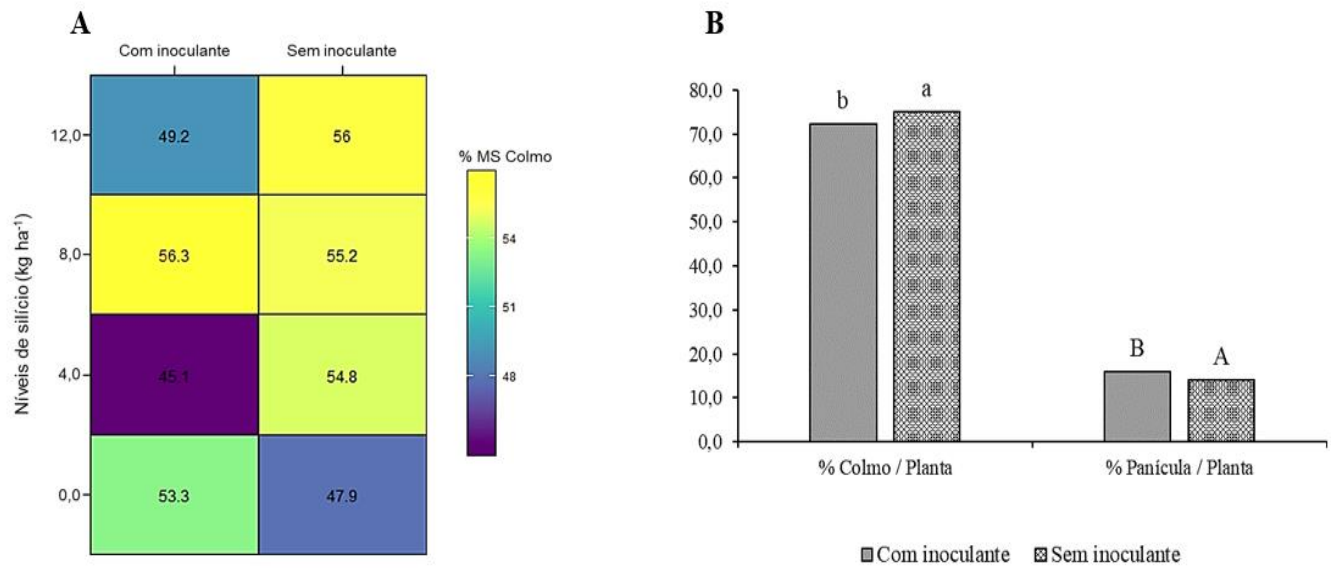 A
Com inoculante Sem inoculante
12,0
49.2 56
8,0
56.3 55.2
4,0
45.1 54.8
0,0
53.3 47.9
Níveis de silício (kg ha⁻¹)
% MS Colmo
54
51
48
B
80,0
70,0
60,0
50,0
40,0
30,0
20,0
10,0
0,0
b a
B A
% Colmo / Planta % Panícula / Planta
Com inoculante Sem inoculante